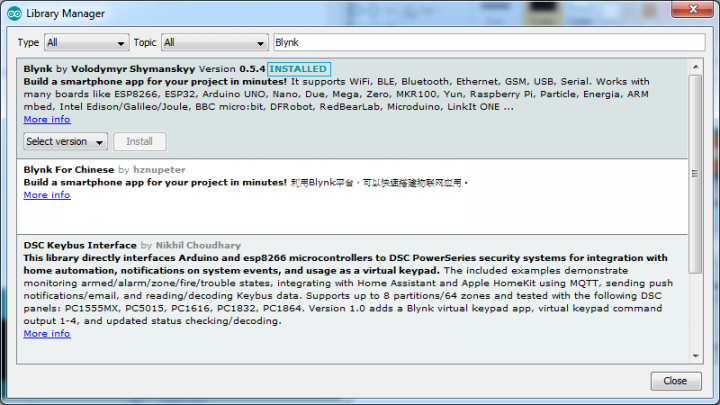 Library Manager
Type All Topic All Blynk
Blynk by Volodymyr Shymanskyy Version 0.5.4 INSTALLED
Build a smartphone app for your project in minutes! It supports WiFi, BLE, Bluetooth, Ethernet, GSM, USB, Serial. Works with
many boards like ESP8266, ESP32, Arduino UNO, Nano, Due, Mega, Zero, MKR100, Yun, Raspberry Pi, Particle, Energia, ARM
mbed, Intel Edison/Galileo/Joule, BBC micro:bit, DFRobot, RedBearLab, Microduino, LinkIt ONE ...
More info
Select version Install
Blynk For Chinese by hznupeter
Build a smartphone app for your project in minutes! 利用Blynk平台，可以快速搭建物联网应用。
More info
DSC Keybus Interface by Nikhil Choudhary
This library directly interfaces Arduino and esp8266 microcontrollers to DSC PowerSeries security systems for integration with
home automation, notifications on system events, and usage as a virtual keypad. The included examples demonstrate
monitoring armed/alarm/zone/fire/trouble states, integrating with Home Assistant and Apple HomeKit using MQTT, sending push
notifications/email, and reading/decoding Keybus data. Supports up to 8 partitions/64 zones and tested with the following DSC
panels: PC1555MX, PC5015, PC1616, PC1832, PC1864. Version 1.0 adds a Blynk virtual keypad app, virtual keypad command
output 1-4, and updated status checking/decoding.
More info
Close